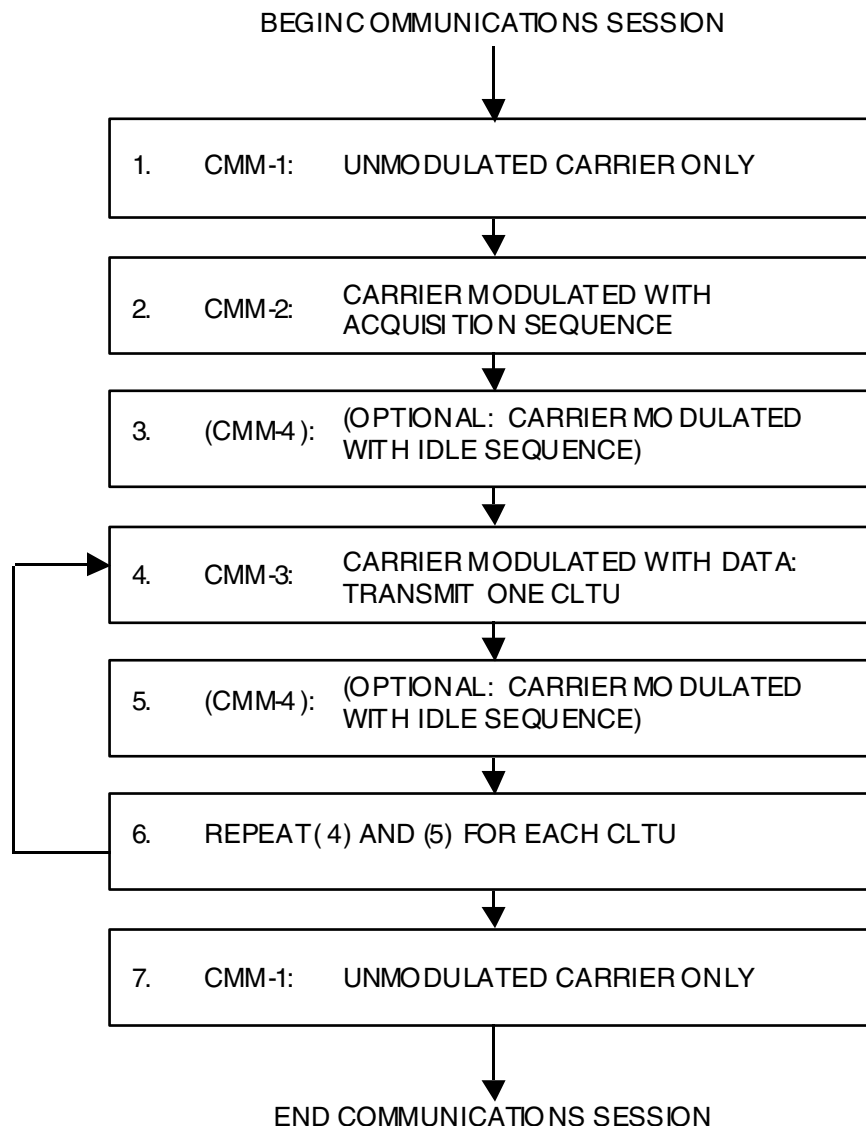 BEGIN COMMUNICATIONS SESSION
1. CMM-1: UNMODULATED CARRIER ONLY
2. CMM-2: CARRIER MODULATED WITH
ACQUISITION SEQUENCE
3. (CMM-4): (OPTIONAL: CARRIER MODULATED
WITH IDLE SEQUENCE)
4. CMM-3: CARRIER MODULATED WITH DATA:
TRANSMIT ONE CLTU
5. (CMM-4): (OPTIONAL: CARRIER MODULATED
WITH IDLE SEQUENCE)
6. REPEAT (4) AND (5) FOR EACH CLTU
7. CMM-1: UNMODULATED CARRIER ONLY
END COMMUNICATIONS SESSION